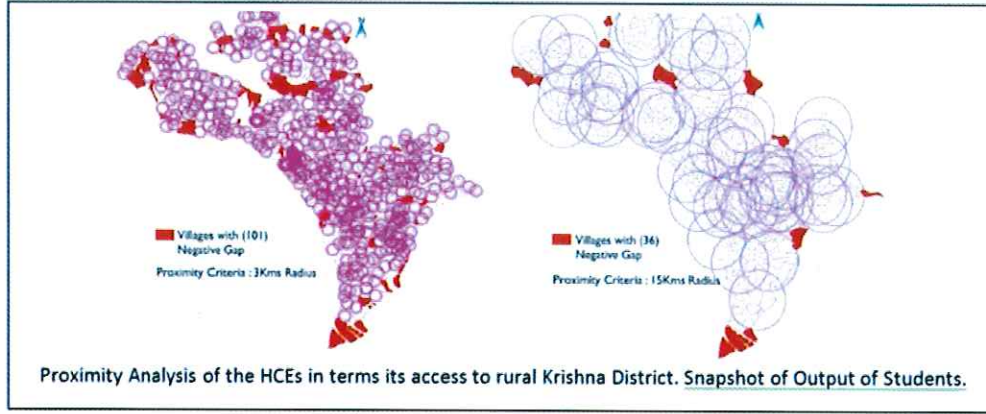 Villages with (101)
Negative Gap
Proximity Criteria : 3Kms Radius
Villages with (36)
Negative Gap
Proximity Criteria : 15Kms Radius
Proximity Analysis of the HCEs in terms its access to rural Krishna District. Snapshot of Output of Students.